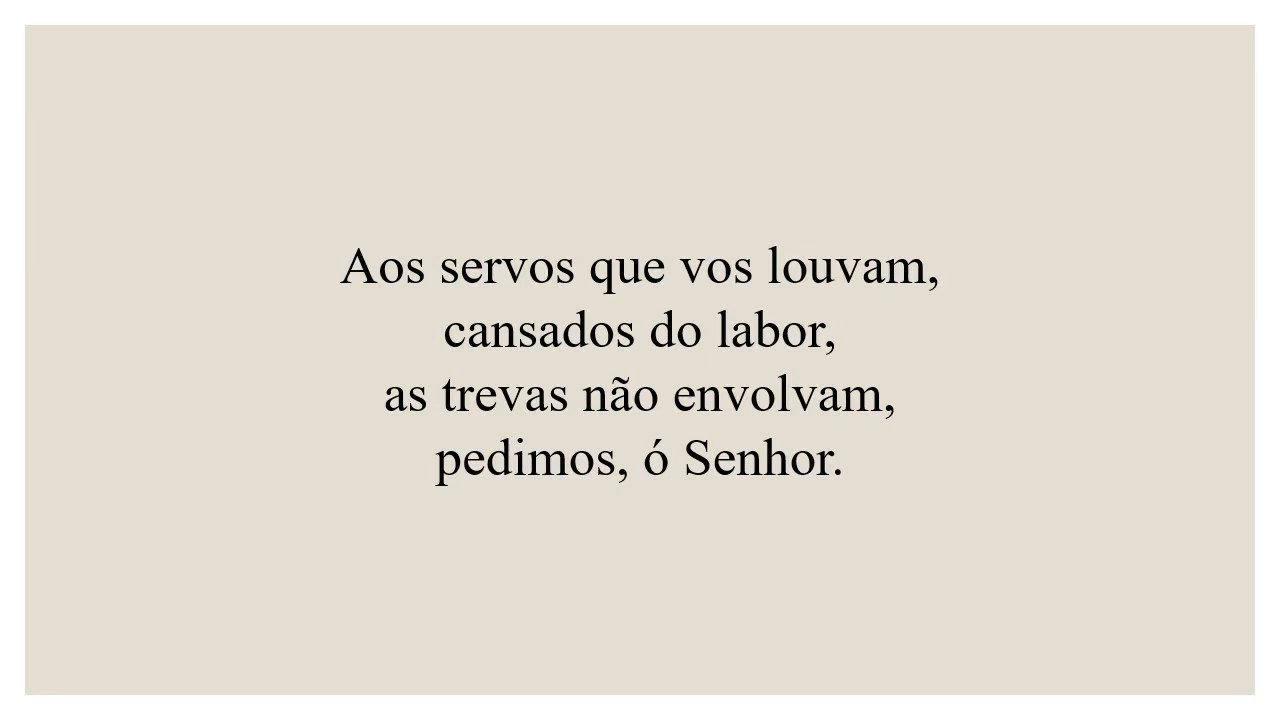 Aos servos que vos louvam,
cansados do labor,
as trevas não envolvam,
pedimos, ó Senhor.